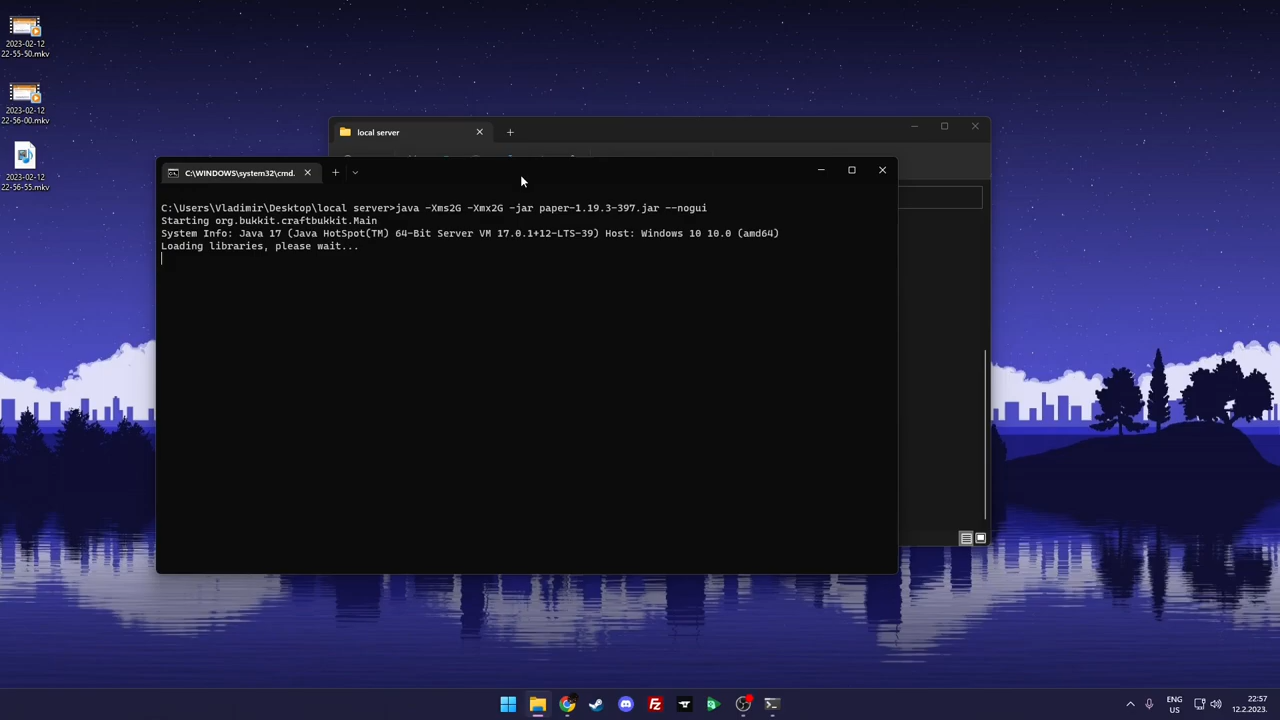 2023-02-12
22-55-50.mkv
2023-02-12
22-56-00.mkv
2023-02-12
22-56-55.mkv
local server
C:\WINDOWS\system32\cmd.
C:\Users\Vladimir\Desktop\local server>java -Xms2G -Xmx2G -jar paper-1.19.3-397.jar --nogui
Starting org.bukkit.craftbukkit.Main
System Info: Java 17 (Java HotSpot(TM) 64-Bit Server VM 17.0.1+12-LTS-39) Host: Windows 10 10.0 (amd64)
Loading libraries, please wait...
ENG
US
22:57
12.2.2023.